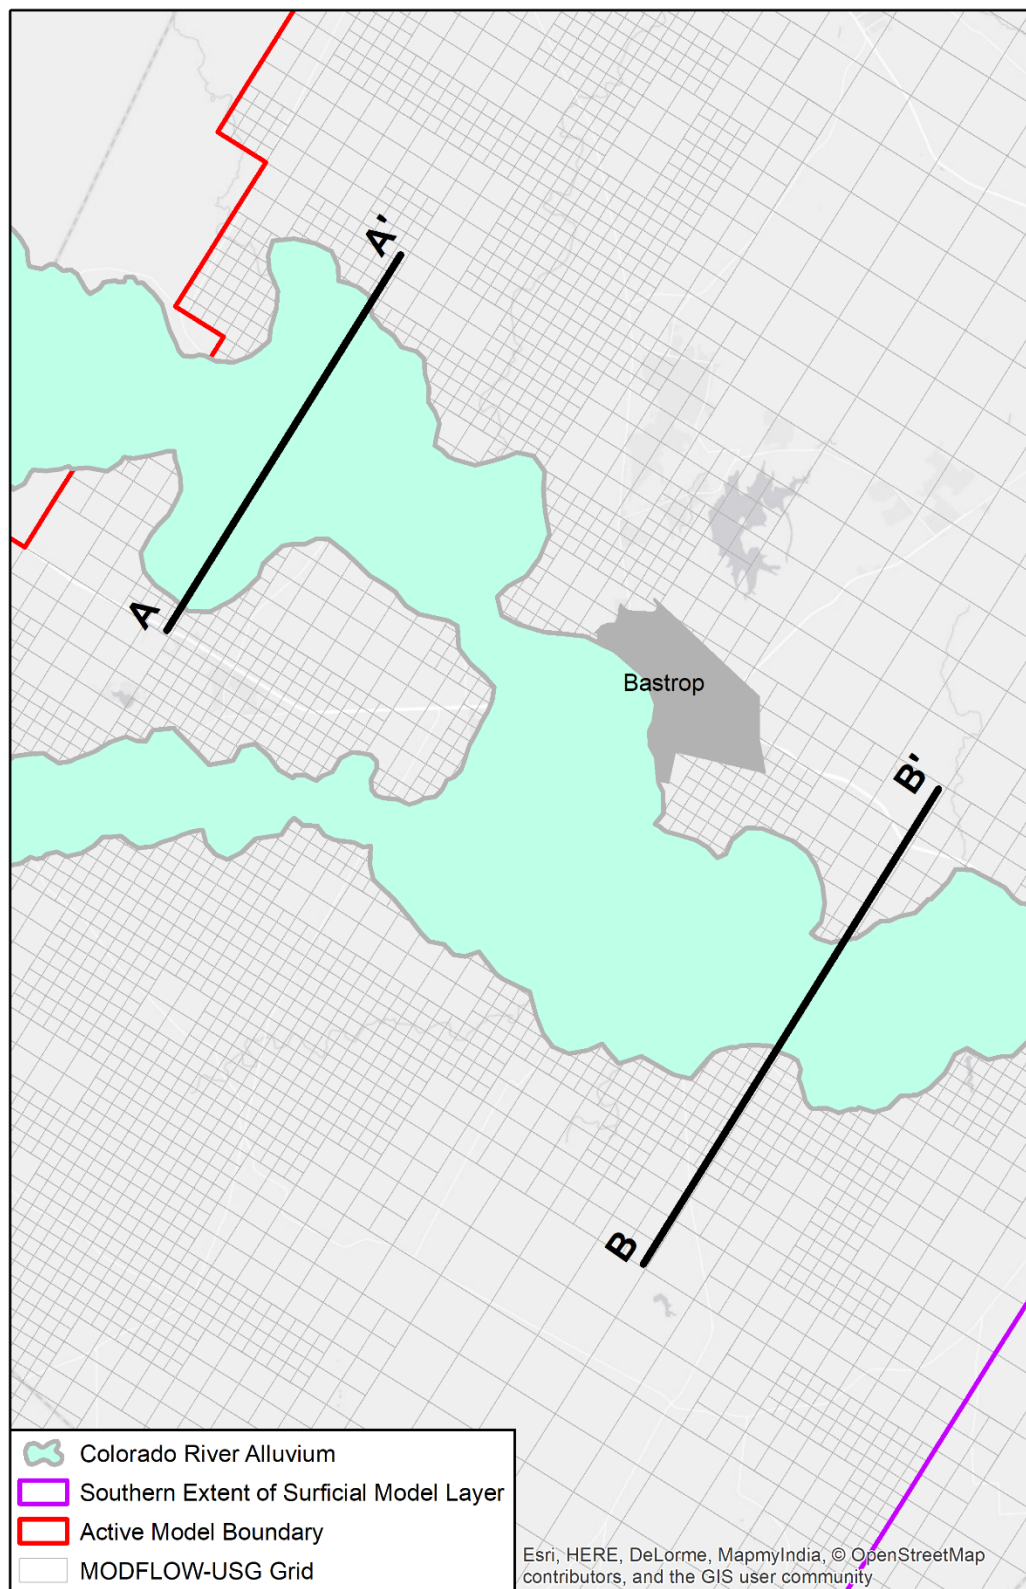 A'
A
Bastrop
B'
B
Colorado River Alluvium
Southern Extent of Surficial Model Layer
Active Model Boundary
MODFLOW-USG Grid
Esri, HERE, DeLorme, MapmyIndia, © OpenStreetMap
contributors, and the GIS user community